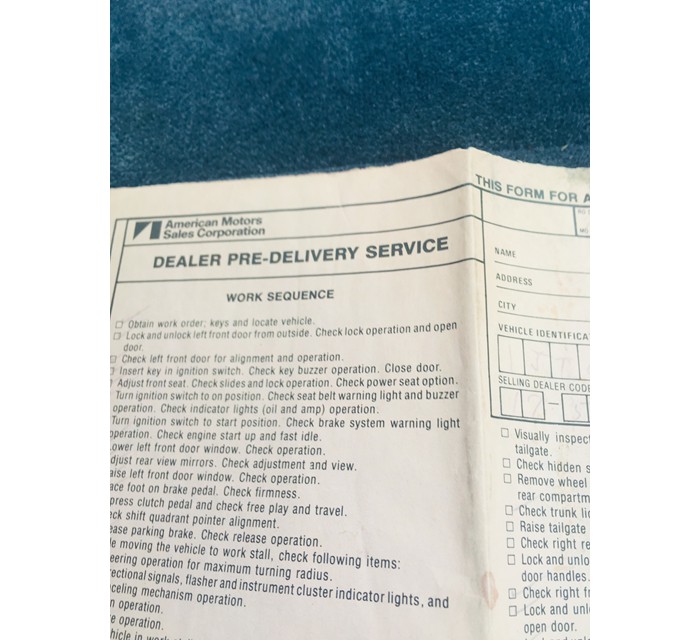 American Motors
Sales Corporation
DEALER PRE-DELIVERY SERVICE
WORK SEQUENCE
Obtain work order; keys and locate vehicle.
Lock and unlock left front door from outside. Check lock operation and open
door.
Check left front door for alignment and operation.
Insert key in ignition switch. Check key buzzer operation. Close door.
Adjust front seat. Check slides and lock operation. Check power seat option.
Turn ignition switch to on position. Check seat belt warning light and buzzer
operation. Check indicator lights (oil and amp) operation.
Turn ignition switch to start position. Check brake system warning light
operation. Check engine start up and fast idle.
ower left front door window. Check operation.
djust rear view mirrors. Check adjustment and view.
aise left front door window. Check operation.
ace foot on brake pedal. Check firmness.
press clutch pedal and check free play and travel.
ck shift quadrant pointer alignment.
ease parking brake. Check release operation.
e moving the vehicle to work stall, check following items:
eering operation for maximum turning radius.
ectional signals, flasher and instrument cluster indicator lights, and
celing mechanism operation.
n operation.
e operation.
hicle in work
THIS FORM FOR A
NAME
ADDRESS
CITY
VEHICLE IDENTIFICA
SELLING DEALER CODE
Visually inspect
tailgate.
Check hidden s
Remove wheel
rear compartm
Check trunk li
Raise tailgate
Check right re
Lock and unlo
door handles.
Check right f
Lock and unl
open door.